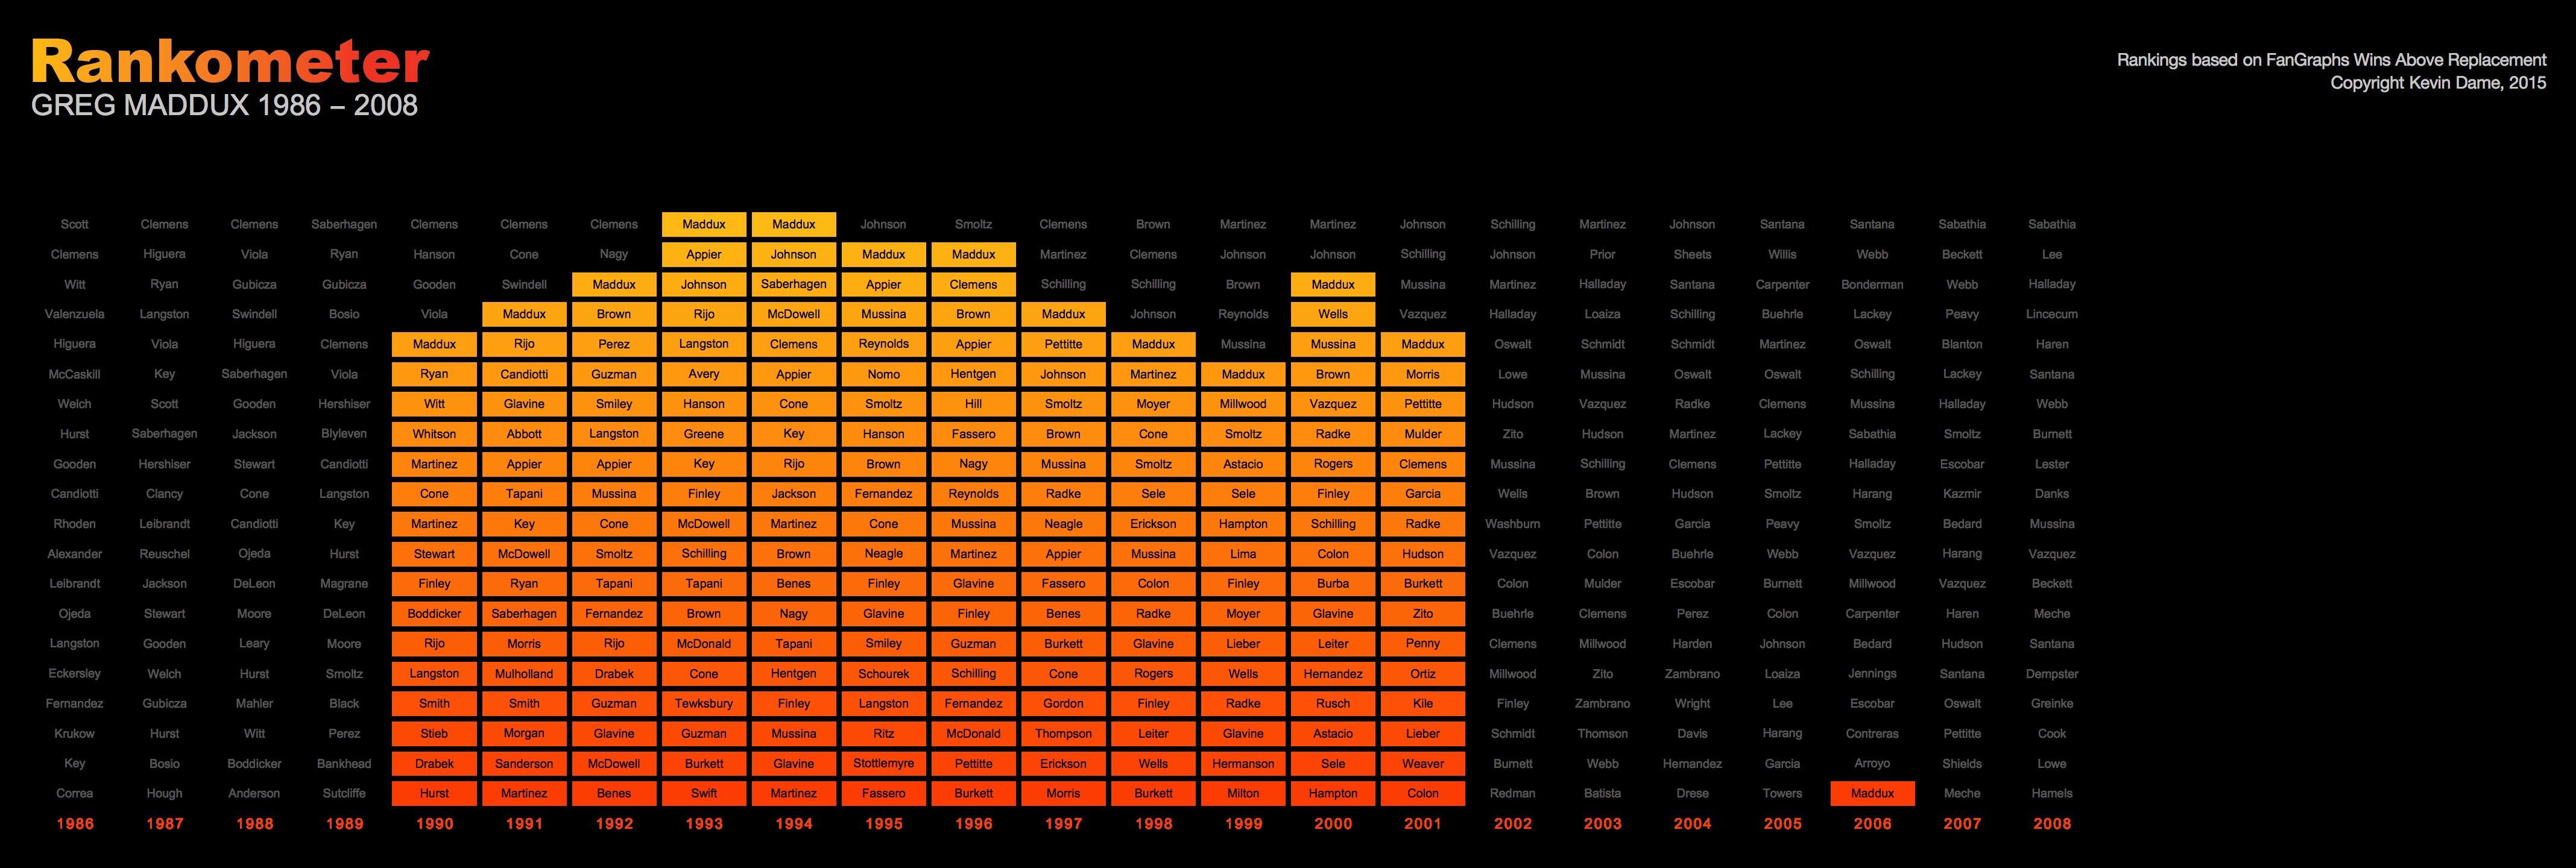 Rankometer
GREG MADDUX 1986 – 2008
Rankings based on FanGraphs Wins Above Replacement
Copyright Kevin Dame, 2015
Scott Clemens Clemens Saberhagen Clemens Clemens Clemens Maddux Maddux Johnson Smoltz Clemens Brown Martinez Martinez Johnson Schilling Martinez Johnson Santana Santana Sabathia Sabathia
Clemens Higuera Viola Ryan Hanson Cone Nagy Appier Johnson Maddux Maddux Martinez Clemens Johnson Johnson Schilling Johnson Prior Sheets Willis Webb Beckett Lee
Witt Ryan Gubicza Gubicza Gooden Swindell Maddux Johnson Saberhagen Appier Clemens Schilling Schilling Brown Maddux Mussina Martinez Halladay Santana Carpenter Bonderman Webb Halladay
Valenzuela Langston Swindell Bosio Viola Maddux Brown Rijo McDowell Mussina Brown Maddux Johnson Reynolds Wells Vazquez Halladay Loaiza Schilling Buehrle Lackey Peavy Lincecum
Higuera Viola Higuera Clemens Maddux Rijo Perez Langston Clemens Reynolds Appier Pettitte Maddux Mussina Mussina Maddux Oswalt Schmidt Schmidt Martinez Oswalt Blanton Haren
McCaskill Key Saberhagen Viola Ryan Candiotti Guzman Avery Appier Nomo Hentgen Johnson Martinez Maddux Brown Morris Lowe Mussina Oswalt Oswalt Schilling Lackey Santana
Welch Scott Gooden Hershiser Witt Glavine Smiley Hanson Cone Smoltz Hill Smoltz Moyer Millwood Vazquez Pettitte Hudson Vazquez Radke Clemens Mussina Halladay Webb
Hurst Saberhagen Jackson Blyleven Whitson Abbott Langston Greene Key Hanson Fassero Brown Cone Smoltz Radke Mulder Zito Hudson Martinez Lackey Sabathia Smoltz Burnett
Gooden Hershiser Stewart Candiotti Martinez Appier Appier Key Rijo Brown Nagy Mussina Smoltz Astacio Rogers Clemens Mussina Schilling Clemens Pettitte Halladay Escobar Lester
Candiotti Clancy Cone Langston Cone Tapani Mussina Finley Jackson Fernandez Reynolds Radke Sele Sele Finley Garcia Wells Brown Hudson Smoltz Harang Kazmir Danks
Rhoden Leibrandt Candiotti Key Martinez Key Cone McDowell Martinez Cone Mussina Neagle Erickson Hampton Schilling Radke Washburn Pettitte Garcia Peavy Smoltz Bedard Mussina
Alexander Reuschel Ojeda Hurst Stewart McDowell Smoltz Schilling Brown Neagle Martinez Appier Mussina Lima Colon Hudson Vazquez Colon Buehrle Webb Vazquez Harang Vazquez
Leibrandt Jackson DeLeon Magrane Finley Ryan Tapani Tapani Benes Finley Glavine Fassero Colon Finley Burba Burkett Colon Mulder Escobar Burnett Millwood Vazquez Beckett
Ojeda Stewart Moore DeLeon Boddicker Saberhagen Fernandez Brown Nagy Glavine Finley Benes Radke Moyer Glavine Zito Buehrle Clemens Perez Colon Carpenter Haren Meche
Langston Gooden Leary Moore Rijo Morris Rijo McDonald Tapani Smiley Guzman Burkett Glavine Lieber Leiter Penny Clemens Millwood Harden Johnson Bedard Hudson Santana
Eckersley Welch Hurst Smoltz Langston Mulholland Drabek Cone Hentgen Schourek Schilling Cone Rogers Wells Hernandez Ortiz Millwood Zito Zambrano Loaiza Jennings Santana Dempster
Fernandez Gubicza Mahler Black Smith Smith Guzman Tewksbury Finley Langston Fernandez Gordon Finley Radke Rusch Kile Finley Zambrano Wright Lee Escobar Oswalt Greinke
Krukow Hurst Witt Perez Stieb Morgan Glavine Guzman Mussina Ritz McDonald Thompson Leiter Glavine Astacio Lieber Schmidt Thomson Davis Harang Contreras Pettitte Cook
Key Bosio Boddicker Bankhead Drabek Sanderson McDowell Burkett Glavine Stottlemyre Pettitte Erickson Wells Hermanson Sele Weaver Burnett Webb Hernandez Garcia Arroyo Shields Lowe
Correa Hough Anderson Sutcliffe Hurst Martinez Benes Swift Martinez Fassero Burkett Morris Burkett Milton Hampton Colon Redman Batista Drese Towers Maddux Meche Hamels
1986 1987 1988 1989 1990 1991 1992 1993 1994 1995 1996 1997 1998 1999 2000 2001 2002 2003 2004 2005 2006 2007 2008